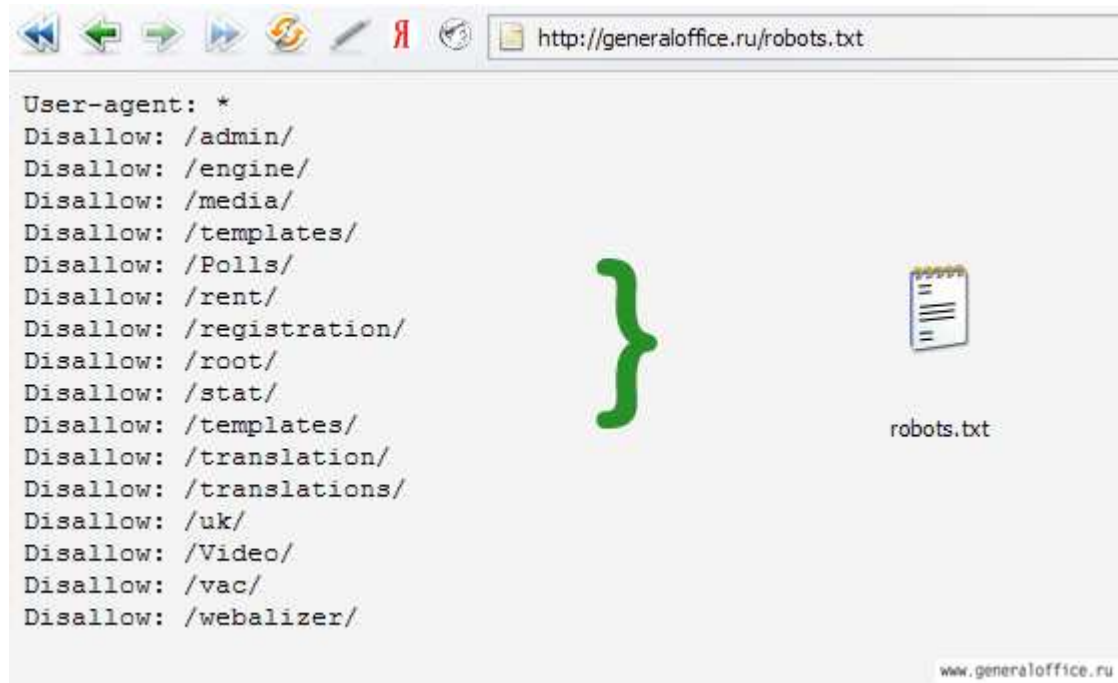 Я http://generaloffice.ru/robots.txt
User-agent: *
Disallow: /admin/
Disallow: /engine/
Disallow: /media/
Disallow: /templates/
Disallow: /Polls/
Disallow: /rent/
Disallow: /registration/
Disallow: /root/
Disallow: /stat/
Disallow: /templates/
Disallow: /translation/
Disallow: /translations/
Disallow: /uk/
Disallow: /Video/
Disallow: /vac/
Disallow: /webalizer/
}
robots.txt
www.generaloffice.ru